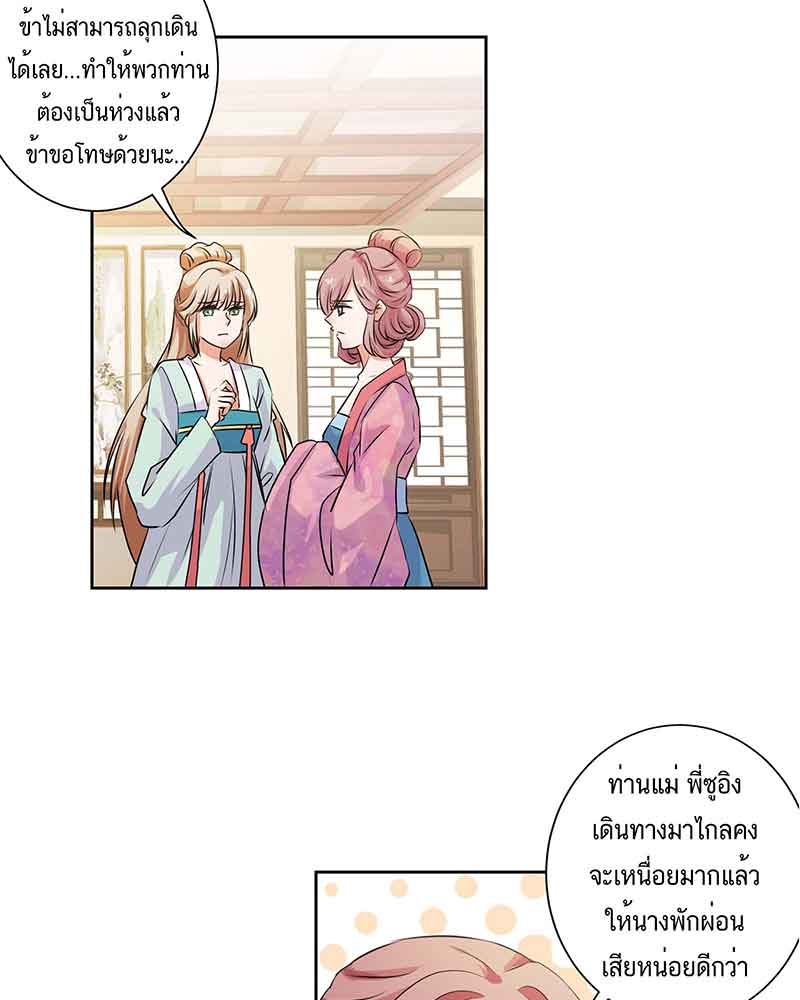 ข้าไม่สามารถลุกเดิน
ได้เลย...ทำให้พวกท่าน
ต้องเป็นห่วงแล้ว
ข้าขอโทษด้วยนะ...
ท่านแม่ พี่ซูอิง
เดินทางมาไกลคง
จะเหนื่อยมากแล้ว
ให้นางพักผ่อน
เสียหน่อยดีกว่า